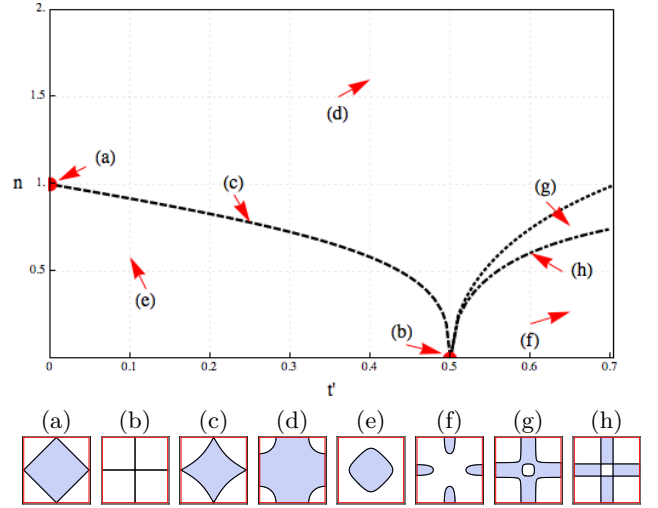 2.
1.5
(d)
(a)
(c)
(g)
n
1.
0.5
(h)
(e)
(b)
(f)
0 0.1 0.2 0.3 0.4 0.5 0.6 0.7
t'
(a) (b) (c) (d) (e) (f) (g) (h)